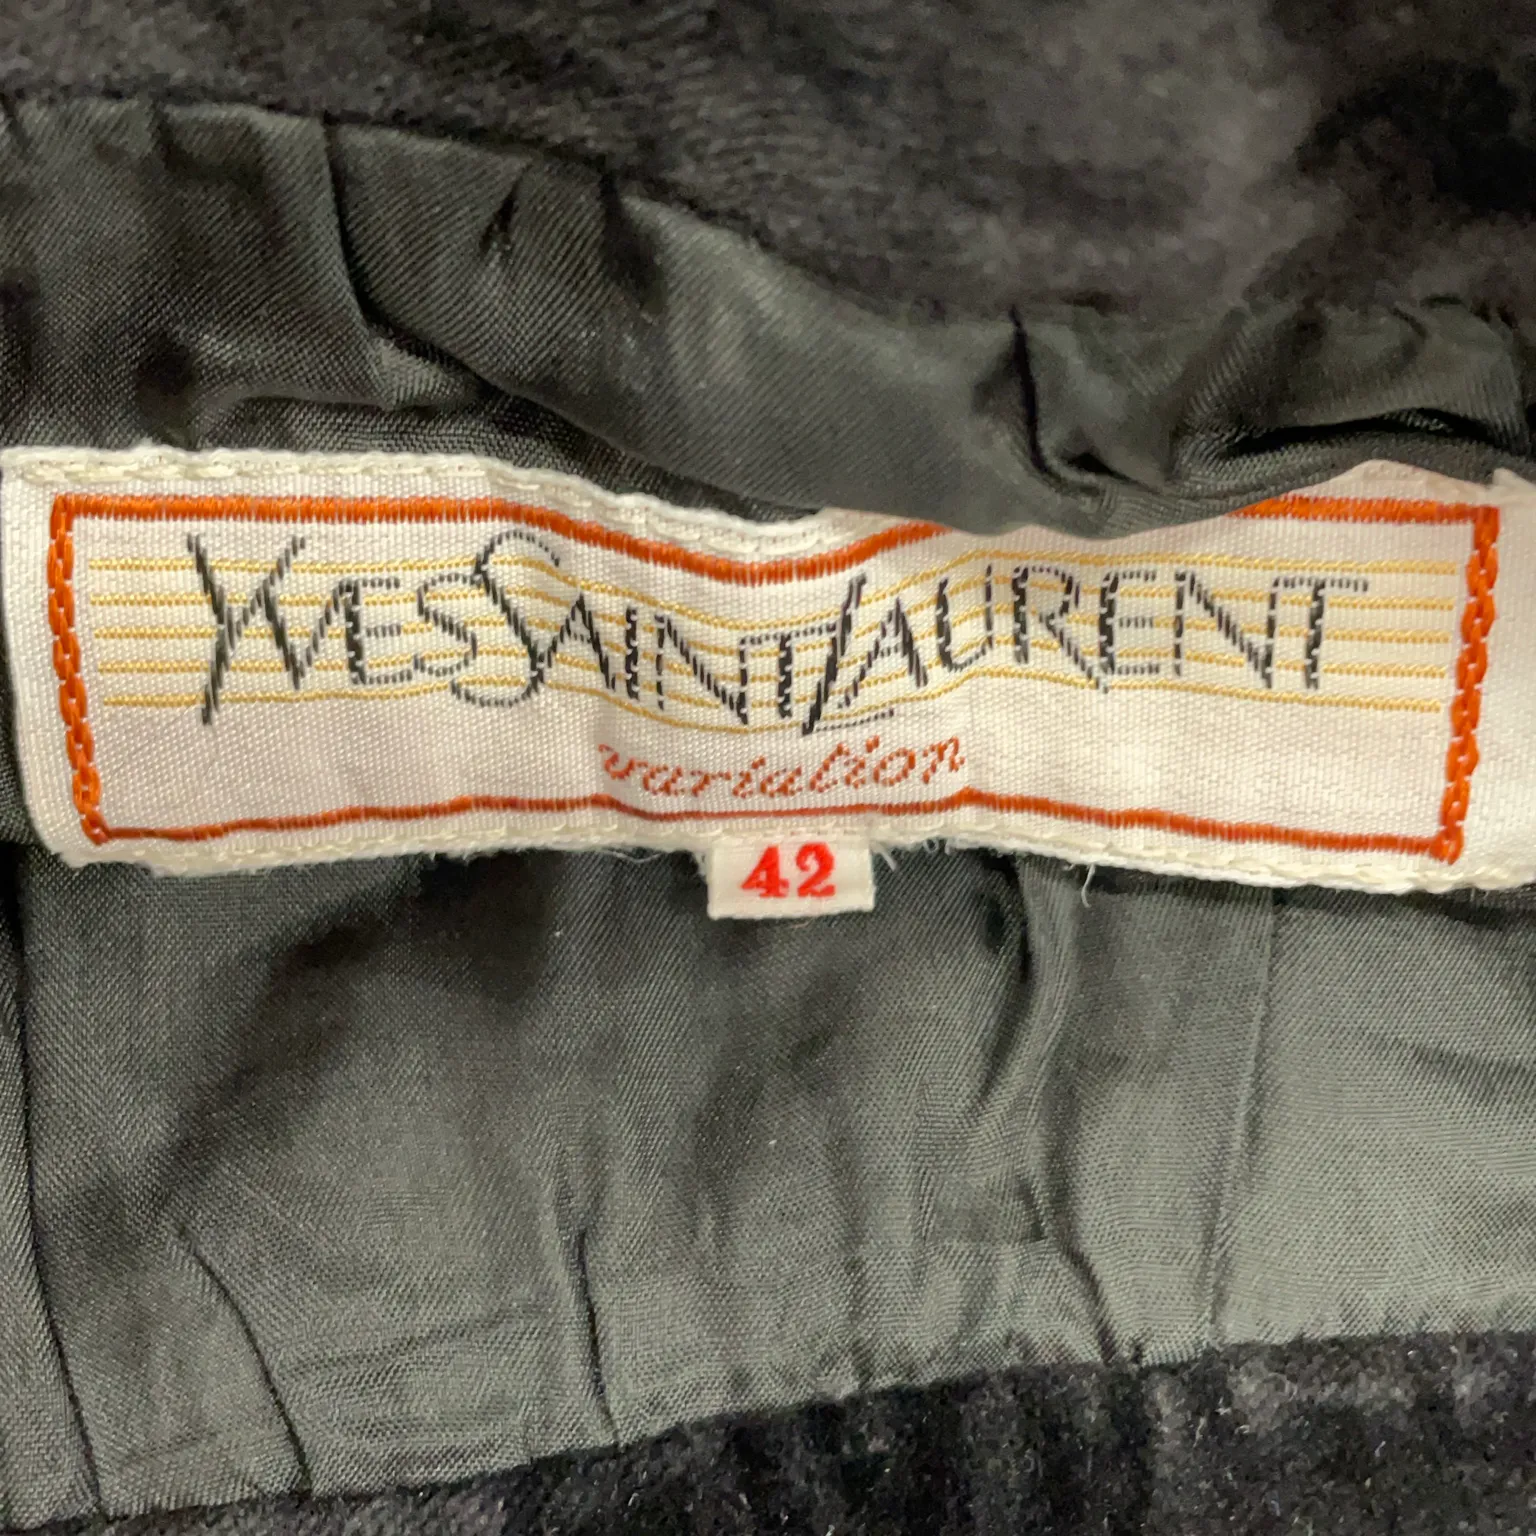 YVESSAINTLAURENT
variation
42